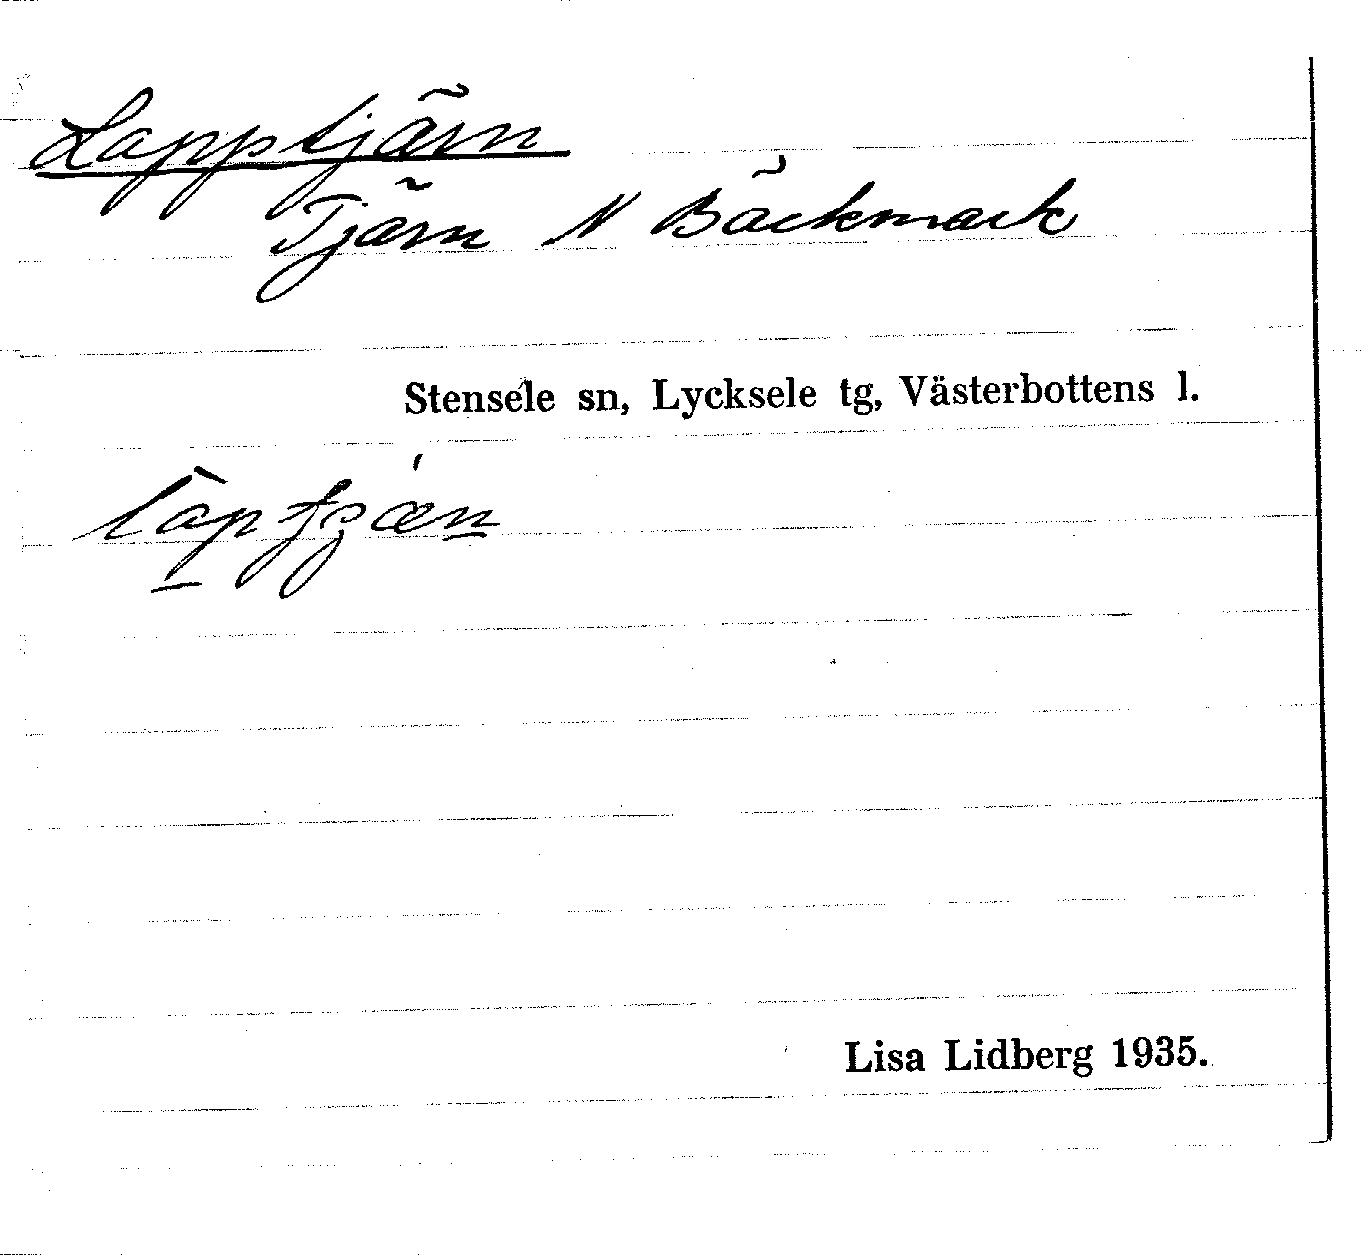 Lapptjärn
Tjärn N Bäckmark
Stensele sn, Lycksele tg, Västerbottens l.
Lisa Lidberg 1935.